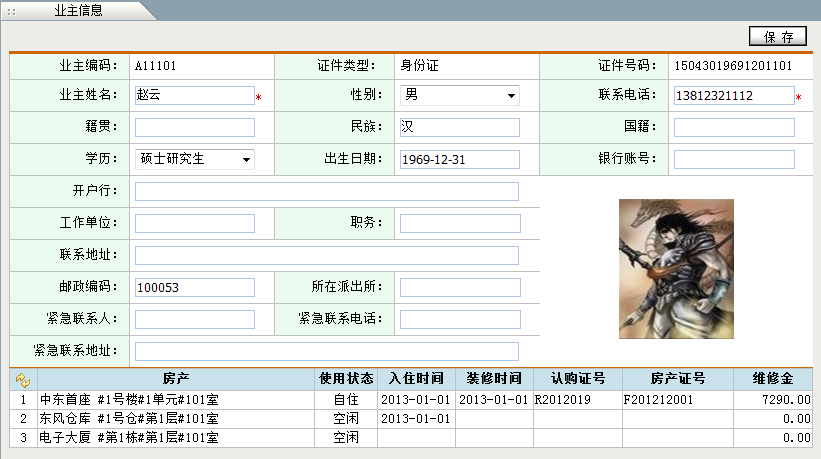 业主信息
保 存
业主编码： A11101 证件类型： 身份证 证件号码： 15043019691201101
业主姓名： 赵云 * 性别： 男 联系电话： 13812321112 *
籍贯： 民族： 汉 国籍：
学历： 硕士研究生 出生日期： 1969-12-31 银行账号：
开户行：
工作单位： 职务：
联系地址：
邮政编码： 100053 所在派出所：
紧急联系人： 紧急联系电话：
紧急联系地址：
房产 使用状态 入住时间 装修时间 认购证号 房产证号 维修金
1 中东首座 #1号楼#1单元#101室 自住 2013-01-01 2013-01-01 R2012019 F201212001 7290.00
2 东风仓库 #1号仓#第1层#101室 空闲 2013-01-01 0.00
3 电子大厦 #第1栋#第1层#101室 空闲 0.00